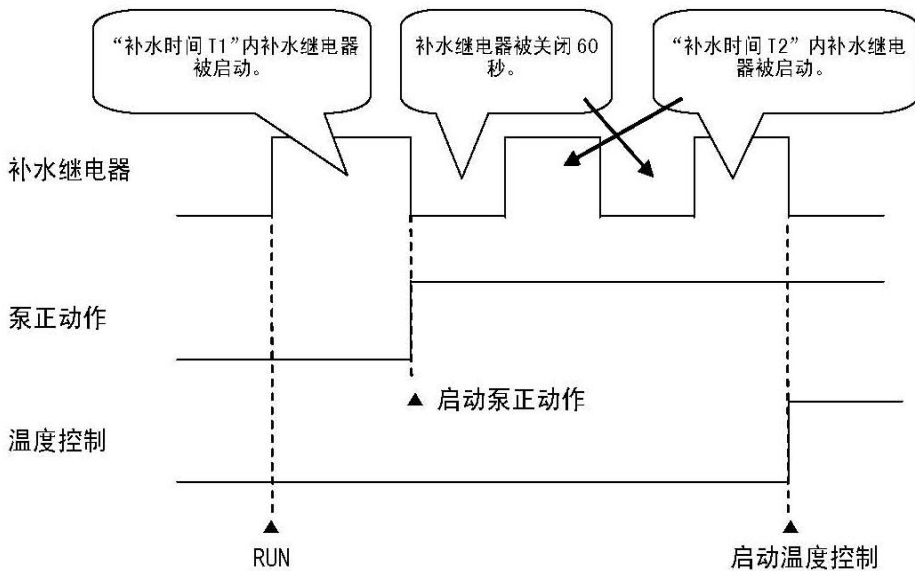 “补水时间 T1”内补水继电器
被启动。
补水继电器被关闭 60
秒。
“补水时间 T2” 内补水继电
器被启动。
补水继电器
泵正动作
启动泵正动作
温度控制
RUN
启动温度控制